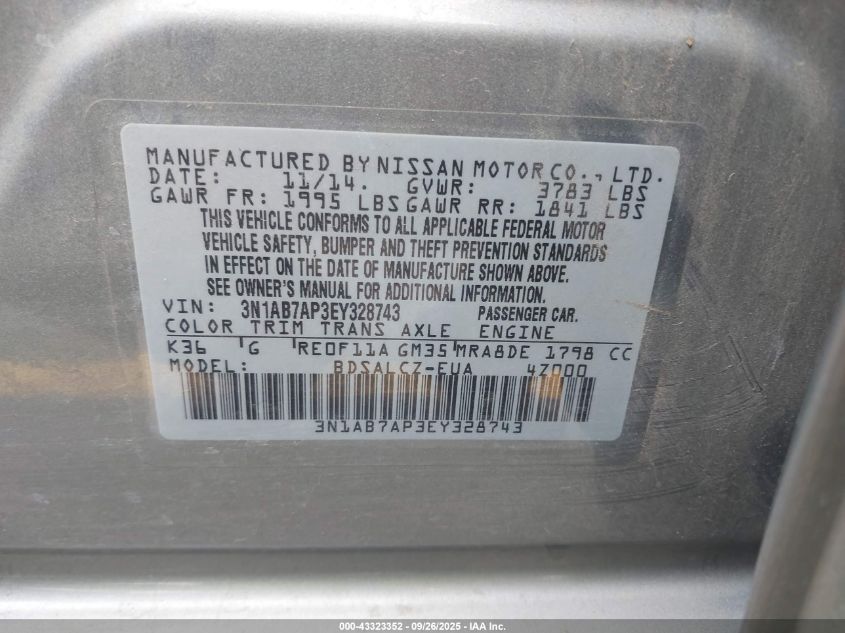 MANUFACTURED BY NISSAN MOTOR CO., LTD.
DATE: 11/14. GVWR: 3783 LBS
GAWR FR: 1995 LBS GAWR RR: 1841 LBS
THIS VEHICLE CONFORMS TO ALL APPLICABLE FEDERAL MOTOR
VEHICLE SAFETY, BUMPER AND THEFT PREVENTION STANDARDS
IN EFFECT ON THE DATE OF MANUFACTURE SHOWN ABOVE.
SEE OWNER'S MANUAL FOR ADDITIONAL INFORMATION.
VIN: 3N1AB7AP3EY328743 PASSENGER CAR.
COLOR TRIM TRANS AXLE ENGINE
K36 G RE0F11A GM35 MRA8DE 1798 CC
MODEL: BDSALCZ-EUA 4Z000
3N1AB7AP3EY328743
000-43323352 - 09/26/2025 - IAA Inc.